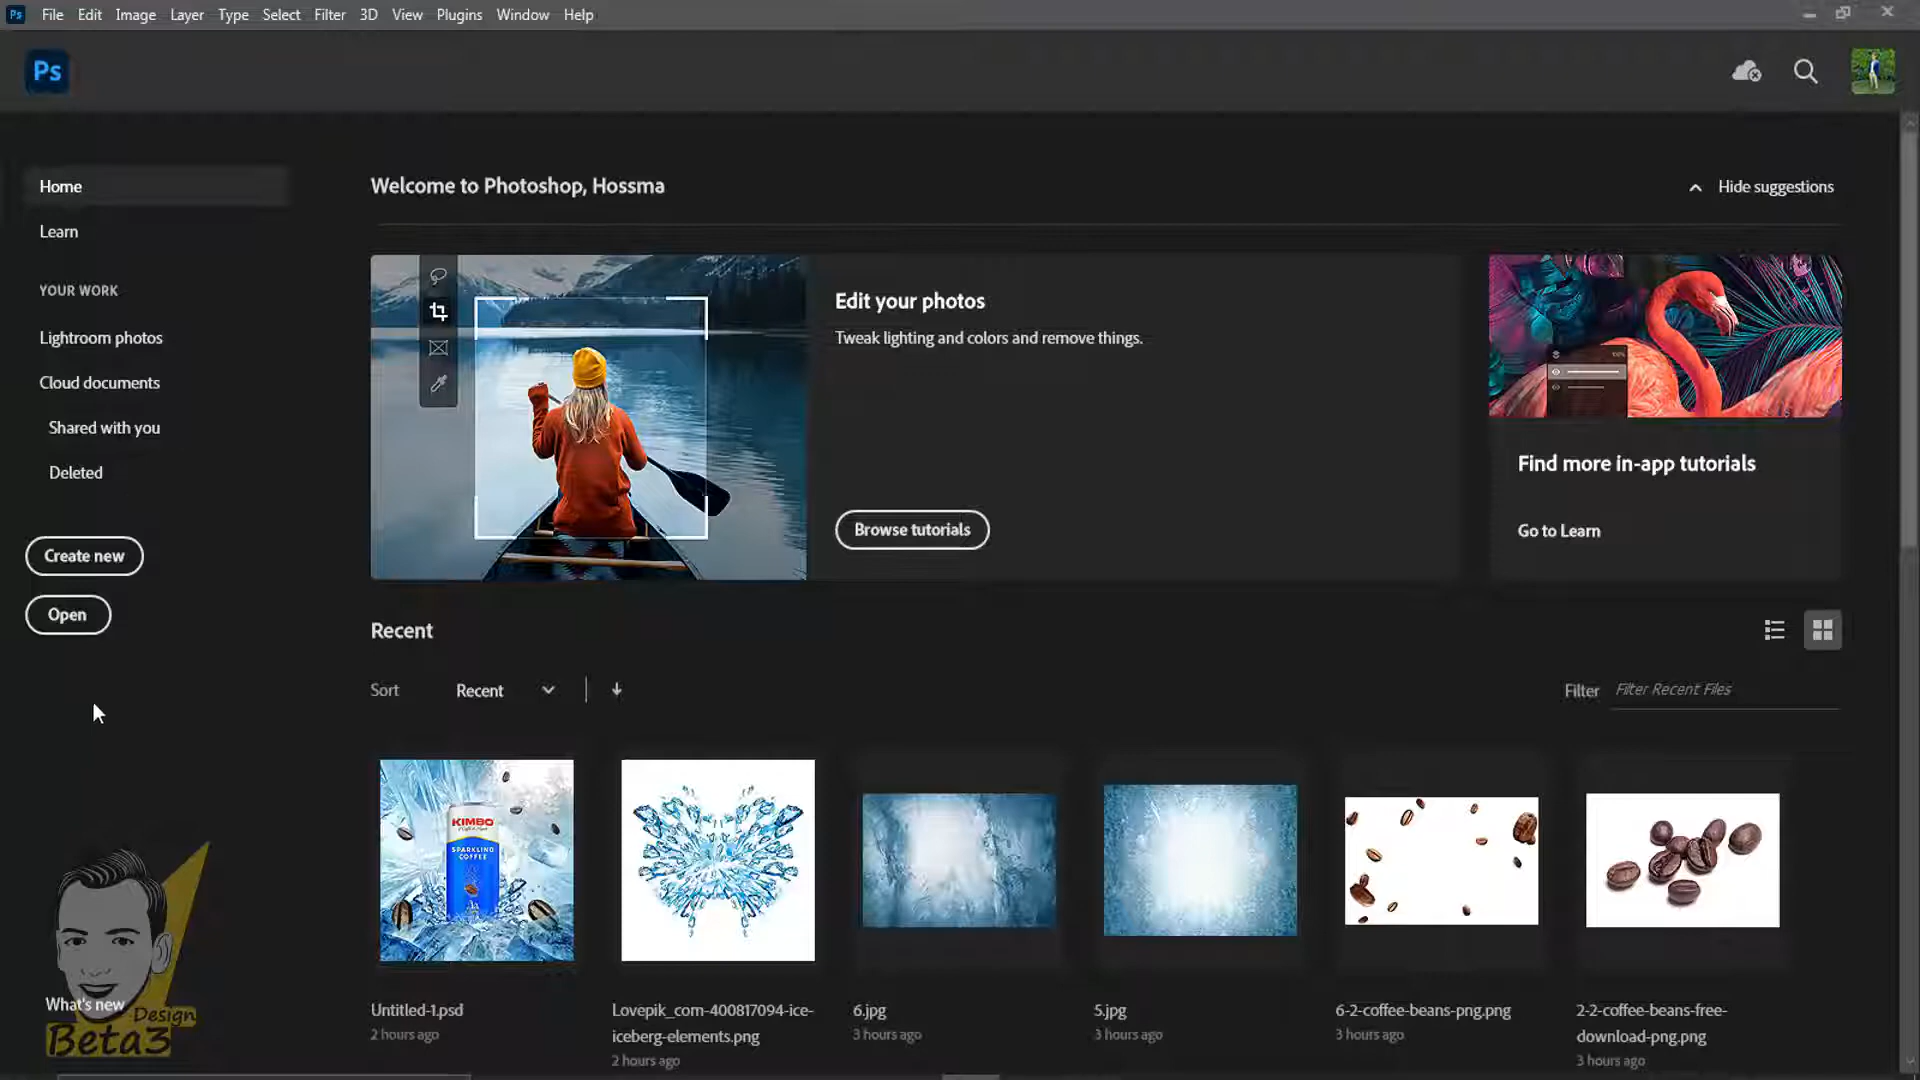 Ps File Edit Image Layer Type Select Filter 3D View Plugins Window Help
Ps
Home
Learn
YOUR WORK
Lightroom photos
Cloud documents
Shared with you
Deleted
Create new
Open
Welcome to Photoshop, Hossma
Hide suggestions
Edit your photos
Tweak lighting and colors and remove things.
Browse tutorials
100%
Find more in-app tutorials
Go to Learn
Recent
Sort Recent
Filter Filter Recent Files
KIMBO
SPARKLING
COFFEE
Untitled-1.psd
2 hours ago
Lovepik_com-400817094-ice-
iceberg-elements.png
2 hours ago
6.jpg
3 hours ago
5.jpg
3 hours ago
6-2-coffee-beans-png.png
3 hours ago
2-2-coffee-beans-free-
download-png.png
3 hours ago
What's new
Design
Beta3